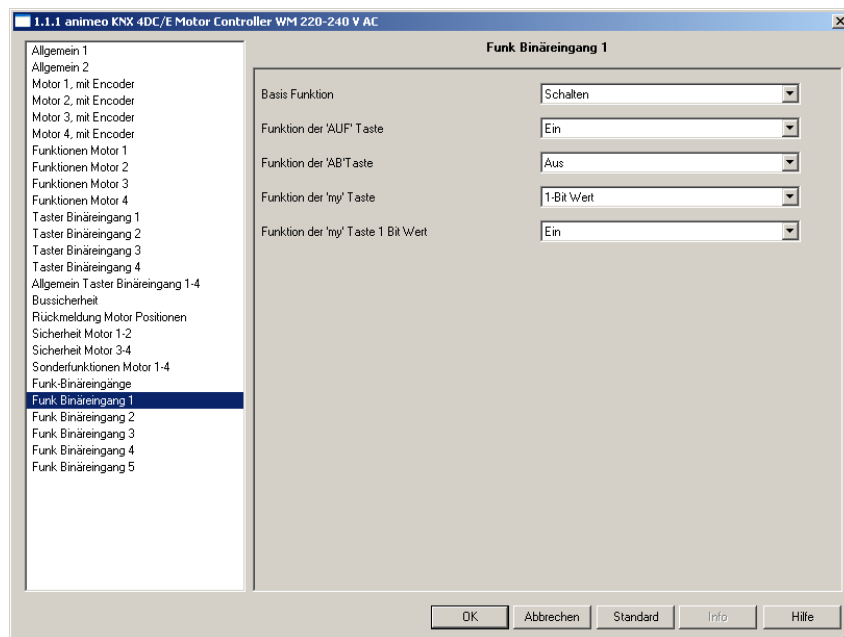 1.1.1 animeo KNX 4DC/E Motor Controller WM 220-240 V AC
Allgemein 1
Allgemein 2
Motor 1, mit Encoder
Motor 2, mit Encoder
Motor 3, mit Encoder
Motor 4, mit Encoder
Funktionen Motor 1
Funktionen Motor 2
Funktionen Motor 3
Funktionen Motor 4
Taster Binäreingang 1
Taster Binäreingang 2
Taster Binäreingang 3
Taster Binäreingang 4
Allgemein Taster Binäreingang 1-4
Bussicherheit
Rückmeldung Motor Positionen
Sicherheit Motor 1-2
Sicherheit Motor 3-4
Sonderfunktionen Motor 1-4
Funk-Binäreingänge
Funk Binäreingang 1
Funk Binäreingang 2
Funk Binäreingang 3
Funk Binäreingang 4
Funk Binäreingang 5
Funk Binäreingang 1
Basis Funktion Schalten
Funktion der 'AUF' Taste Ein
Funktion der 'AB'Taste Aus
Funktion der 'my' Taste 1-Bit Wert
Funktion der 'my' Taste 1 Bit Wert Ein
OK Abbrechen Standard Info Hilfe